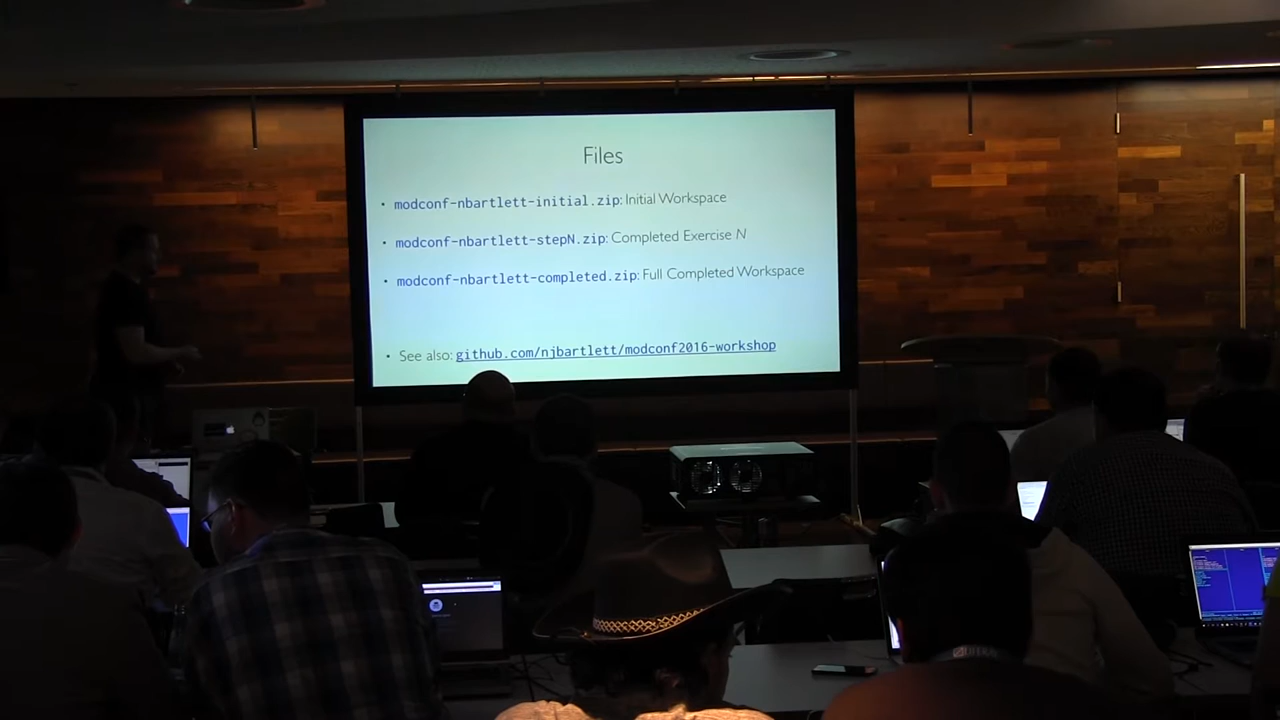 Files
• modconf-nbartlett-initial.zip: Initial Workspace
• modconf-nbartlett-stepN.zip: Completed Exercise N
• modconf-nbartlett-completed.zip: Full Completed Workspace
• See also: github.com/njbartlett/modconf2016-workshop